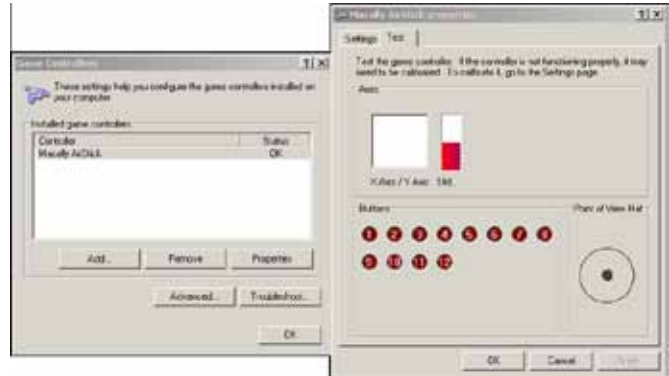 Game Controllers
These settings help you configure the game controllers installed on
your computer.
Installed game controllers
Controller Status
Macally AirStick OK
Add... Remove Properties
Advanced... Troubleshoot...
OK
Macally AirStick properties
Settings Test
Test the game controller. If the controller is not functioning properly, it may
need to be calibrated. To calibrate it, go to the Settings page.
Axes
X Axis / Y Axis
Buttons
1 2 3 4 5 6 7 8
9 10 11 12
Point of View Hat
OK Cancel Apply